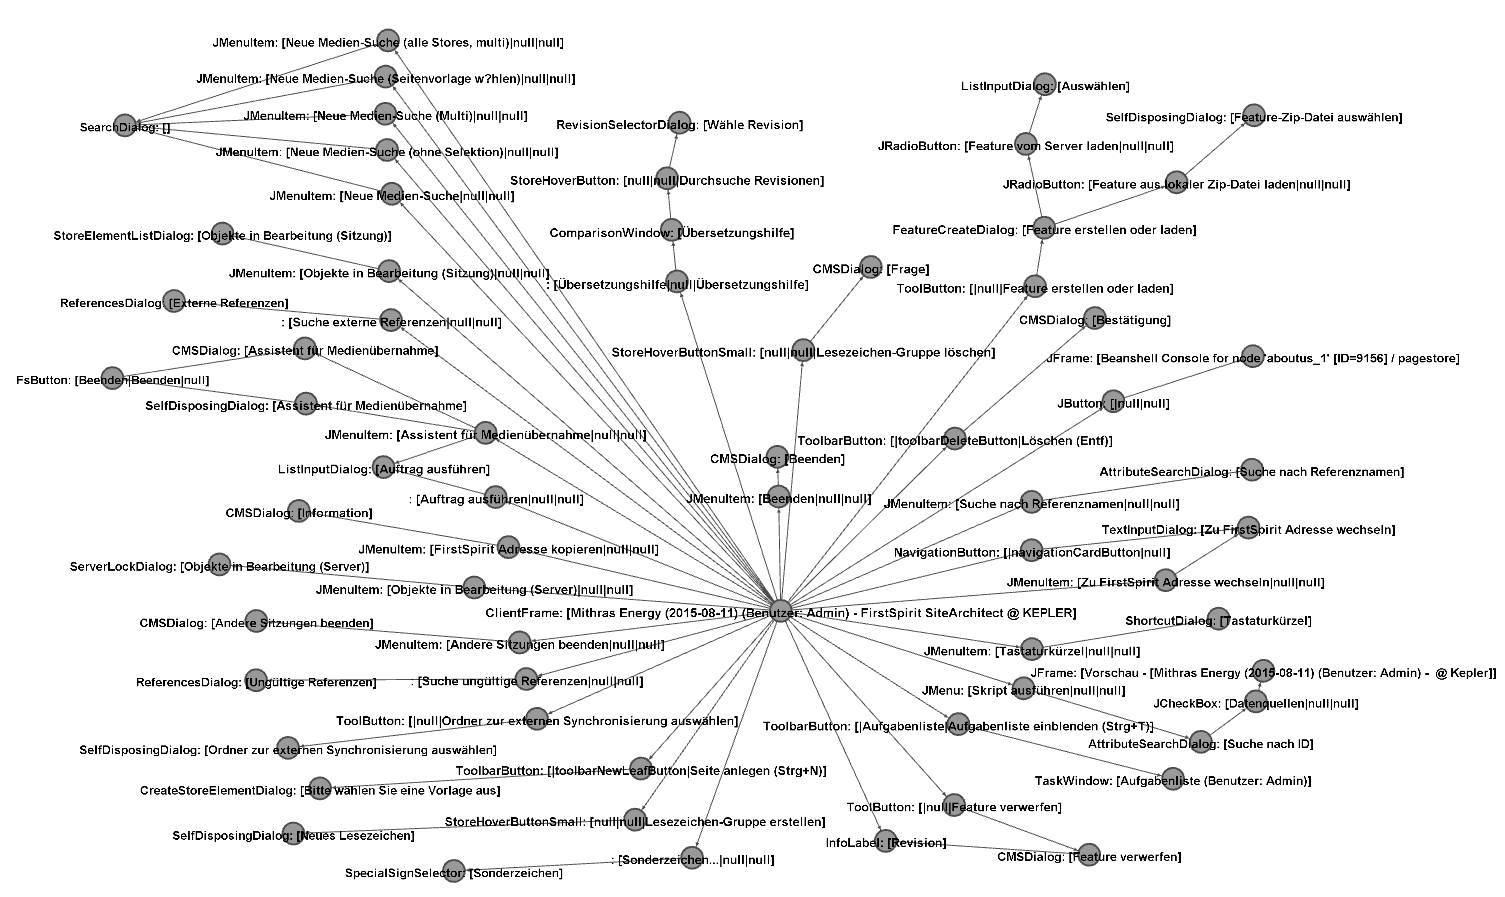 JMenuItem: [Neue Medien-Suche (alle Stores, multi)|null|null]
JMenuItem: [Neue Medien-Suche (Seitenvorlage w?hlen)|null|null]
JMenuItem: [Neue Medien-Suche (Multi)|null|null]
SearchDialog: []
JMenuItem: [Neue Medien-Suche (ohne Selektion)|null|null]
JMenuItem: [Neue Medien-Suche|null|null]
StoreElementListDialog: [Objekte in Bearbeitung (Sitzung)]
JMenuItem: [Objekte in Bearbeitung (Sitzung)|null|null]
ReferencesDialog: [Externe Referenzen]
: [Suche externe Referenzen|null|null]
CMSDialog: [Assistent für Medienübernahme]
FsButton: [Beenden|Beenden|null]
SelfDisposingDialog: [Assistent für Medienübernahme]
JMenuItem: [Assistent für Medienübernahme|null|null]
ListInputDialog: [Auftrag ausführen]
: [Auftrag ausführen|null|null]
CMSDialog: [Information]
JMenuItem: [FirstSpirit Adresse kopieren|null|null]
ServerLockDialog: [Objekte in Bearbeitung (Server)]
JMenuItem: [Objekte in Bearbeitung (Server)|null|null]
ClientFrame: [Mithras Energy (2015-08-11) (Benutzer: Admin) - FirstSpirit SiteArchitect @ KEPLER]
CMSDialog: [Andere Sitzungen beenden]
JMenuItem: [Andere Sitzungen beenden|null|null]
ReferencesDialog: [Ungültige Referenzen]
: [Suche ungültige Referenzen|null|null]
ToolButton: [|null|Ordner zur externen Synchronisierung auswählen]
SelfDisposingDialog: [Ordner zur externen Synchronisierung auswählen]
ToolbarButton: [|toolbarNewLeafButton|Seite anlegen (Strg+N)]
CreateStoreElementDialog: [Bitte wählen Sie eine Vorlage aus]
StoreHoverButtonSmall: [null|null|Lesezeichen-Gruppe erstellen]
SelfDisposingDialog: [Neues Lesezeichen]
: [Sonderzeichen...|null|null]
SpecialSignSelector: [Sonderzeichen]
RevisionSelectorDialog: [Wähle Revision]
StoreHoverButton: [null|null|Durchsuche Revisionen]
ComparisonWindow: [Übersetzungshilfe]
: [Übersetzungshilfe|null|Übersetzungshilfe]
CMSDialog: [Frage]
StoreHoverButtonSmall: [null|null|Lesezeichen-Gruppe löschen]
CMSDialog: [Beenden]
JMenuItem: [Beenden|null|null]
ListInputDialog: [Auswählen]
SelfDisposingDialog: [Feature-Zip-Datei auswählen]
JRadioButton: [Feature vom Server laden|null|null]
JRadioButton: [Feature aus lokaler Zip-Datei laden|null|null]
FeatureCreateDialog: [Feature erstellen oder laden]
ToolButton: [|null|Feature erstellen oder laden]
CMSDialog: [Bestätigung]
JFrame: [Beanshell Console for node 'aboutus_1' [ID=9156] / pagestore]
JButton: [|null|null]
ToolbarButton: [|toolbarDeleteButton|Löschen (Entf)]
AttributeSearchDialog: [Suche nach Referenznamen]
JMenuItem: [Suche nach Referenznamen|null|null]
TextInputDialog: [Zu FirstSpirit Adresse wechseln]
NavigationButton: [|navigationCardButton|null]
JMenuItem: [Zu FirstSpirit Adresse wechseln|null|null]
ShortcutDialog: [Tastaturkürzel]
JMenuItem: [Tastaturkürzel|null|null]
JFrame: [Vorschau - [Mithras Energy (2015-08-11) (Benutzer: Admin) - @ Kepler]]
JMenu: [Skript ausführen|null|null]
JCheckBox: [Datenquellen|null|null]
ToolbarButton: [|Aufgabenliste|Aufgabenliste einblenden (Strg+T)]
AttributeSearchDialog: [Suche nach ID]
TaskWindow: [Aufgabenliste (Benutzer: Admin)]
ToolButton: [|null|Feature verwerfen]
InfoLabel: [Revision]
CMSDialog: [Feature verwerfen]